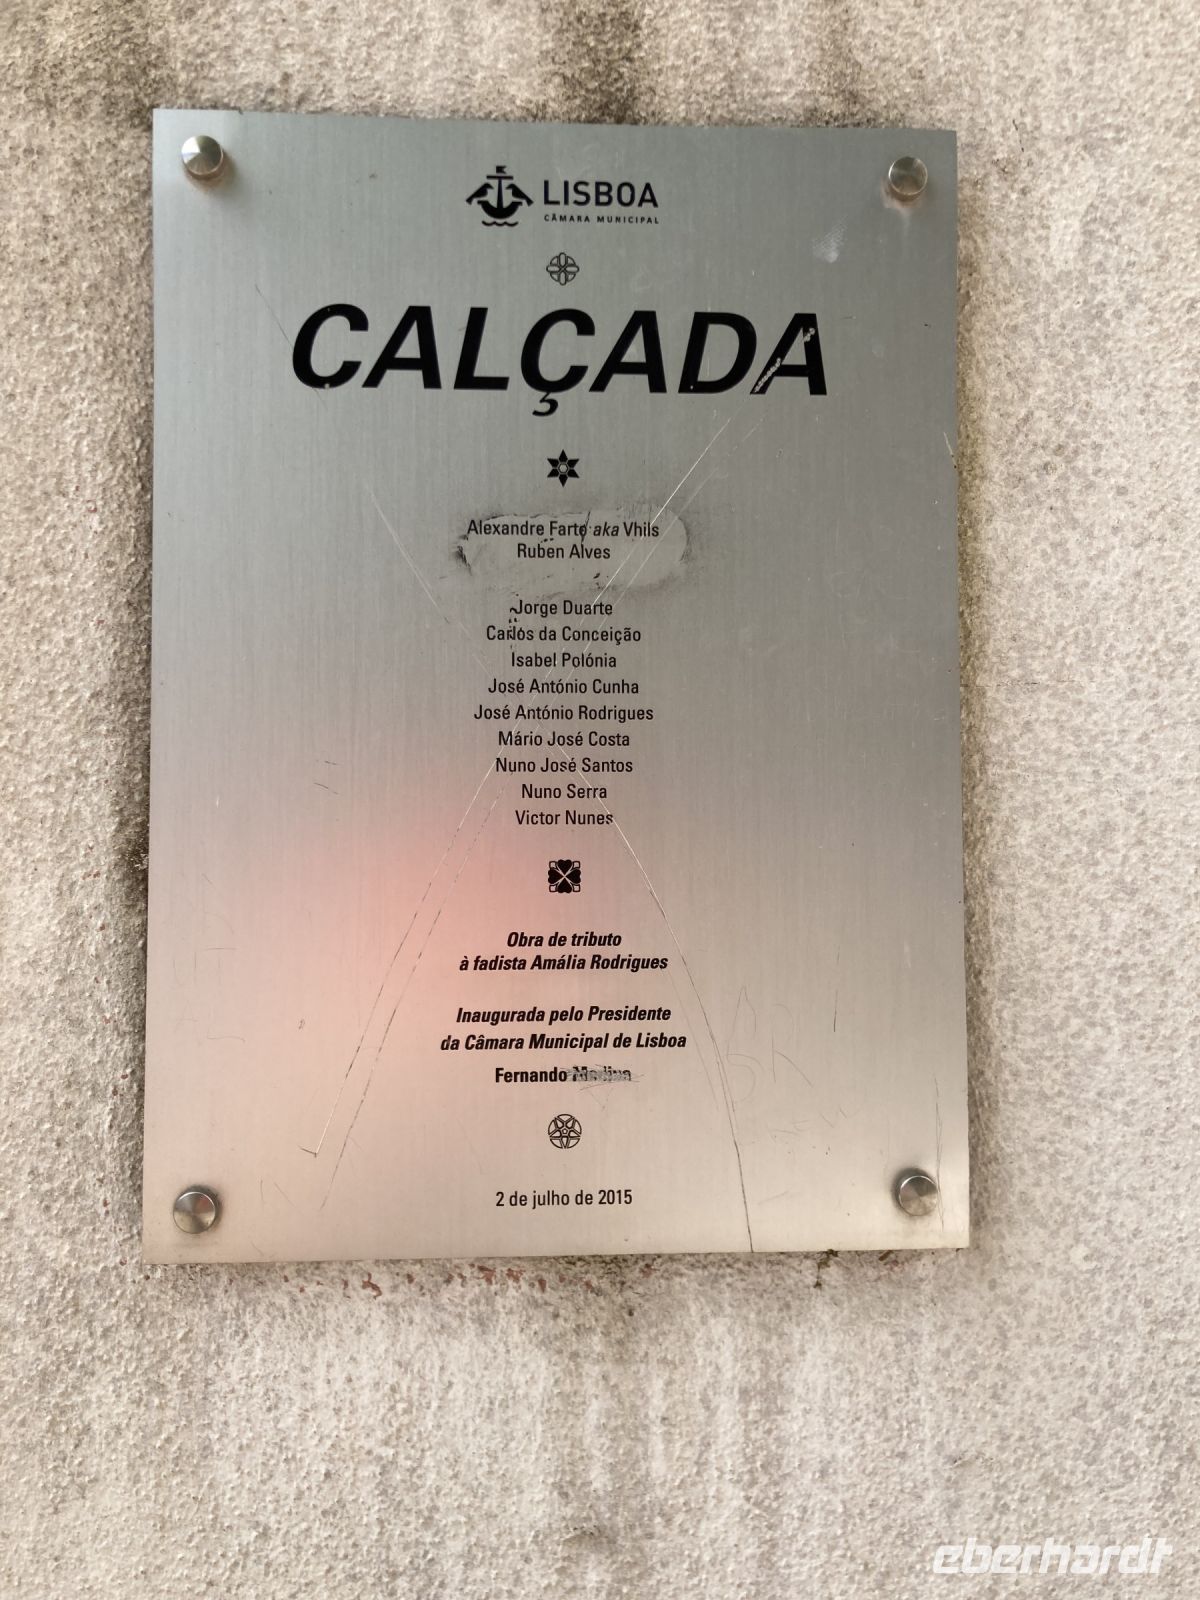 LISBOA
CÂMARA MUNICIPAL
CALÇADA
Alexandre Farto aka Vhils
Ruben Alves
Jorge Duarte
Carlos da Conceição
Isabel Polónia
José António Cunha
José António Rodrigues
Mário José Costa
Nuno José Santos
Nuno Serra
Victor Nunes
Obra de tributo
à fadista Amália Rodrigues
Inaugurada pelo Presidente
da Câmara Municipal de Lisboa
Fernando Medina
2 de julho de 2015
eberhardt